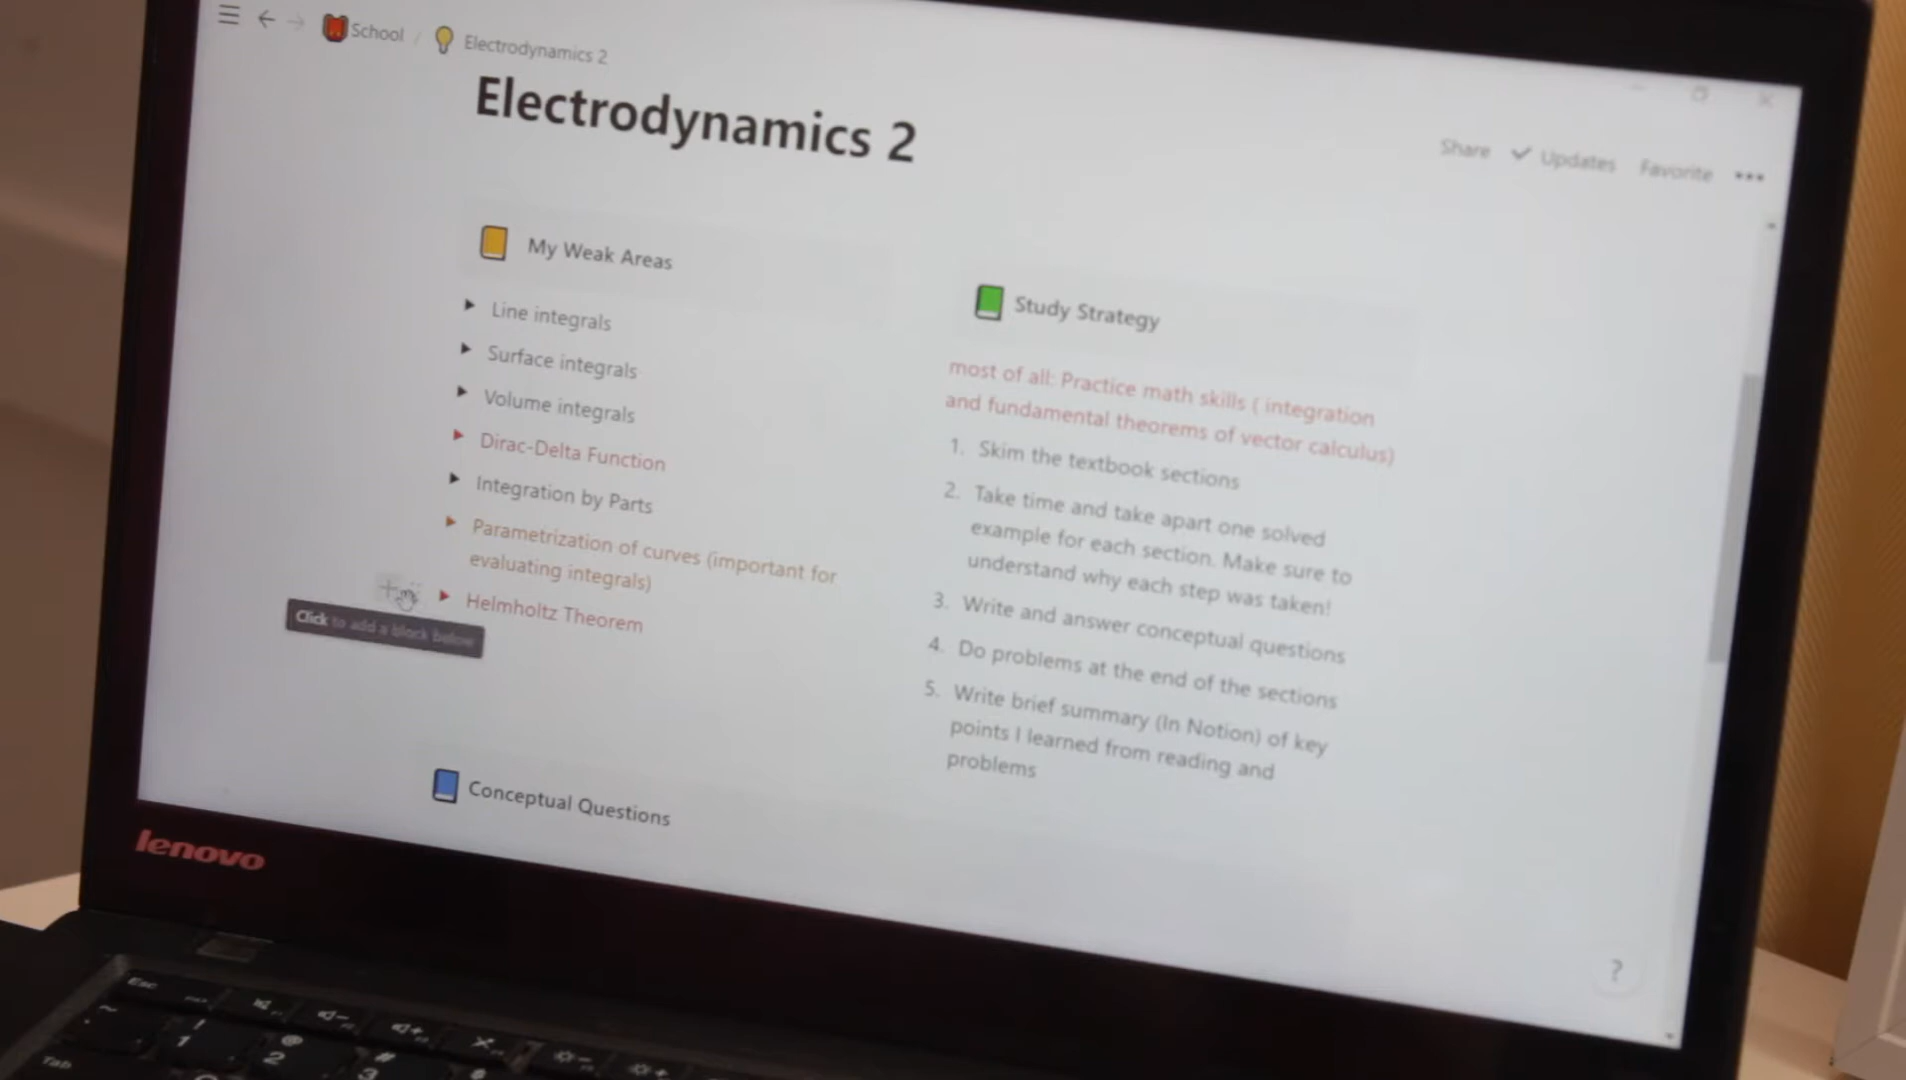 School / Electrodynamics 2
Electrodynamics 2
Share ✓ Updates Favorite •••
My Weak Areas
Line integrals
Surface integrals
Volume integrals
Dirac-Delta Function
Integration by Parts
Parametrization of curves (important for
evaluating integrals)
Helmholtz Theorem
Click to add a block below
Study Strategy
most of all: Practice math skills ( integration
and fundamental theorems of vector calculus)
1. Skim the textbook sections
2. Take time and take apart one solved
example for each section. Make sure to
understand why each step was taken!
3. Write and answer conceptual questions
4. Do problems at the end of the sections
5. Write brief summary (In Notion) of key
points I learned from reading and
problems
Conceptual Questions
?
lenovo
Esc
~ ! 1 @ 2 # 3
Tab